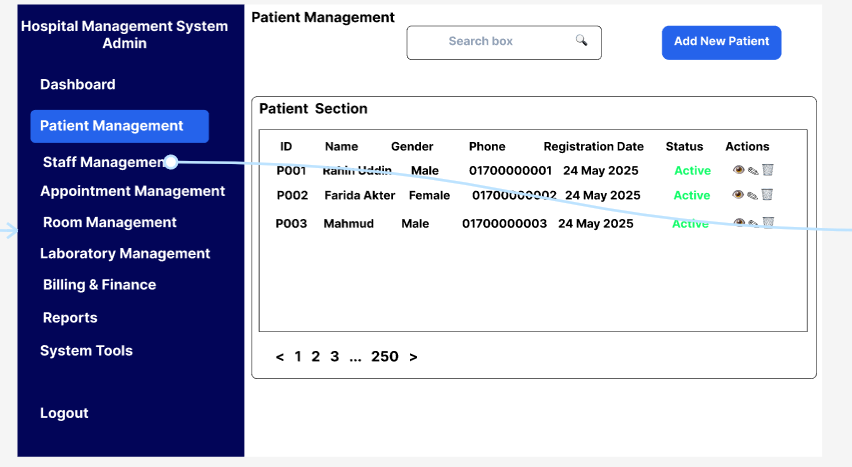 Hospital Management System
Admin
Dashboard
Patient Management
Staff Management
Appointment Management
Room Management
Laboratory Management
Billing & Finance
Reports
System Tools
Logout
Patient Management
Search box
Add New Patient
Patient Section
ID Name Gender Phone Registration Date Status Actions
P001 Rahin Uddin Male 01700000001 24 May 2025 Active
P002 Farida Akter Female 01700000002 24 May 2025 Active
P003 Mahmud Male 01700000003 24 May 2025 Active
< 1 2 3 ... 250 >